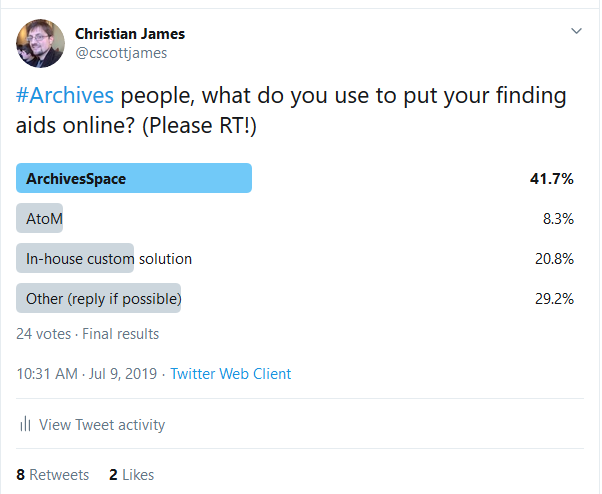 Christian James
@cscottjames
#Archives people, what do you use to put your finding
aids online? (Please RT!)
ArchivesSpace 41.7%
AtoM 8.3%
In-house custom solution 20.8%
Other (reply if possible) 29.2%
24 votes · Final results
10:31 AM · Jul 9, 2019 · Twitter Web Client
View Tweet activity
8 Retweets 2 Likes